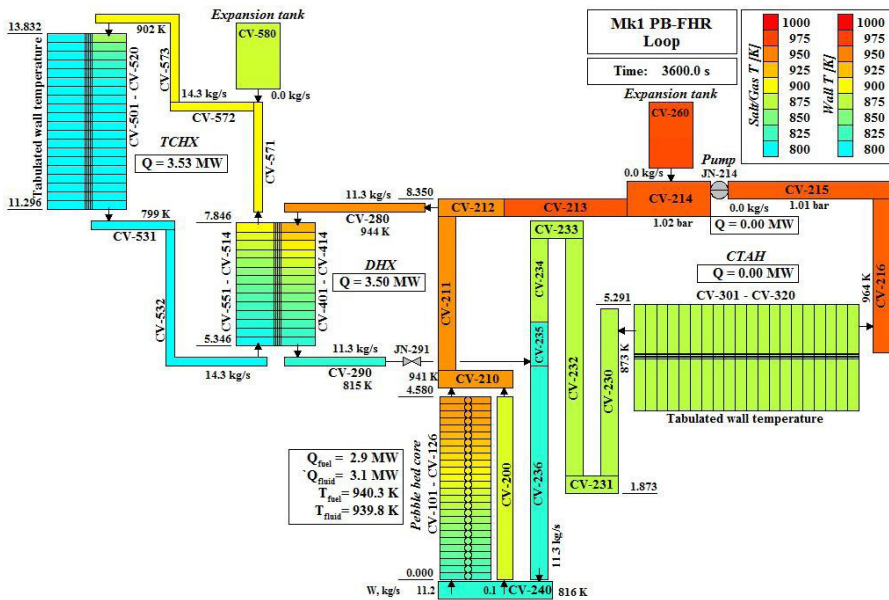 Mk1 PB-FHR
Loop
Time: 3600.0 s
Salt/Gas T [K]
1000
975
950
925
900
875
850
825
800
Wall T [K]
1000
975
950
925
900
875
850
825
800
Expansion tank
CV-580
0.0 kg/s
13.832
902 K
CV-573
14.3 kg/s
CV-572
CV-571
Tabulated wall temperature
CV-501 - CV-520
TCHX
Q = 3.53 MW
11.296
799 K
CV-531
CV-532
14.3 kg/s
7.846
CV-551 - CV-514
CV-401 - CV-414
5.346
DHX
Q = 3.50 MW
11.3 kg/s
CV-280
944 K
8.350
CV-212
CV-213
CV-211
Expansion tank
CV-260
0.0 kg/s
CV-214
1.02 bar
Pump
JN-214
CV-215
0.0 kg/s
1.01 bar
Q = 0.00 MW
CV-216
964 K
CTAH
Q = 0.00 MW
CV-301 - CV-320
5.291
873 K
Tabulated wall temperature
CV-233
CV-234
CV-235
CV-232
CV-230
CV-231
1.873
11.3 kg/s
JN-291
CV-290
815 K
941 K
CV-210
4.580
Q fuel = 2.9 MW
`Q fluid = 3.1 MW
T fuel = 940.3 K
T fluid = 939.8 K
Pebble bed core
CV-101 - CV-126
CV-200
CV-236
11.3 kg/s
0.000
W, kg/s
11.2
0.1
CV-240
816 K